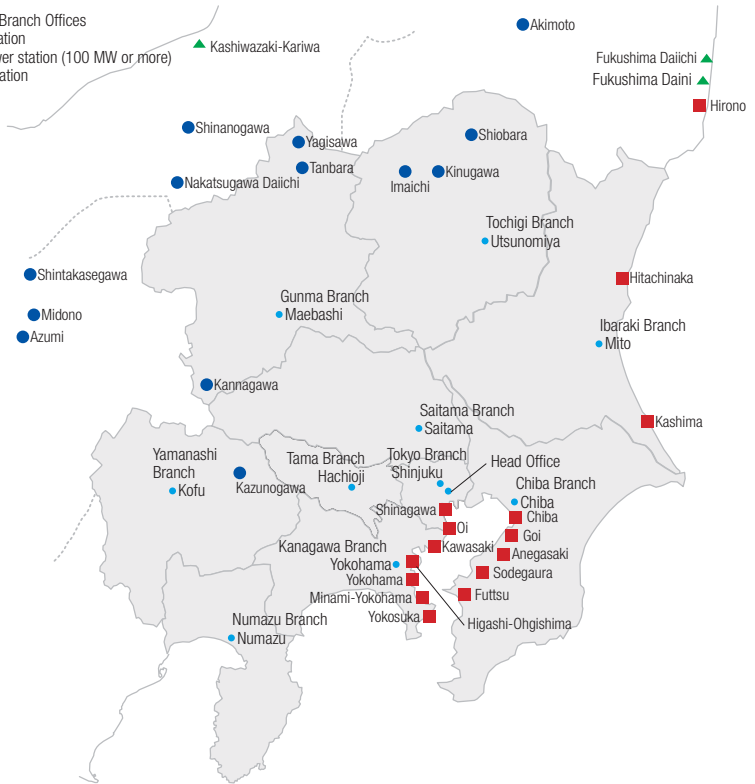 Branch Offices
ation
er station (100 MW or more)
ation
Kashiwazaki-Kariwa
Akimoto
Fukushima Daiichi
Fukushima Daini
Hirono
Shinanogawa
Yagisawa
Shiobara
Tanbara
Nakatsugawa Daiichi
Imaichi
Kinugawa
Tochigi Branch
Utsunomiya
Shintakasegawa
Hitachinaka
Gunma Branch
Maebashi
Midono
Azumi
Ibaraki Branch
Mito
Kannagawa
Saitama Branch
Saitama
Kashima
Yamanashi
Branch
Kofu
Kazunogawa
Tama Branch
Hachioji
Tokyo Branch
Shinjuku
Head Office
Chiba Branch
Chiba
Shinagawa
Chiba
Oi
Goi
Kawasaki
Anegasaki
Kanagawa Branch
Yokohama
Sodegaura
Yokohama
Minami-Yokohama
Futtsu
Yokosuka
Higashi-Ohgishima
Numazu Branch
Numazu